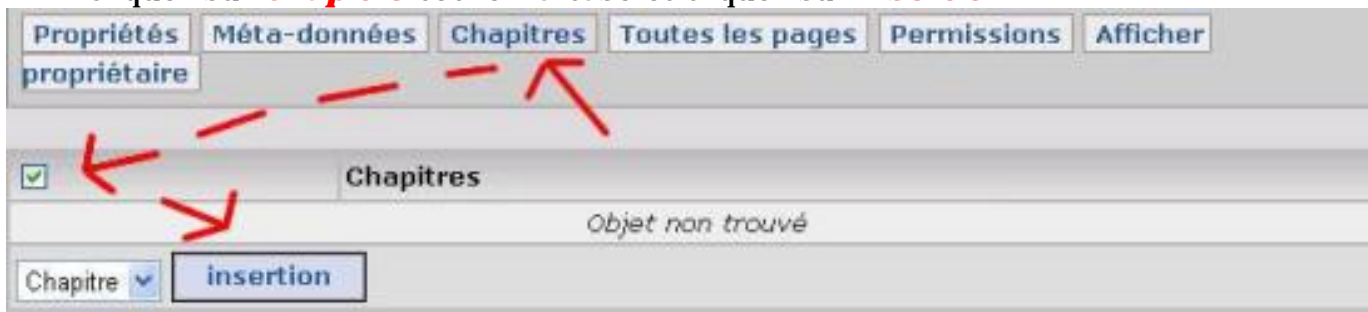 Propriétés Méta-données Chapitres Toutes les pages Permissions Afficher
propriétaire
Chapitres
Objet non trouvé
Chapitre insertion